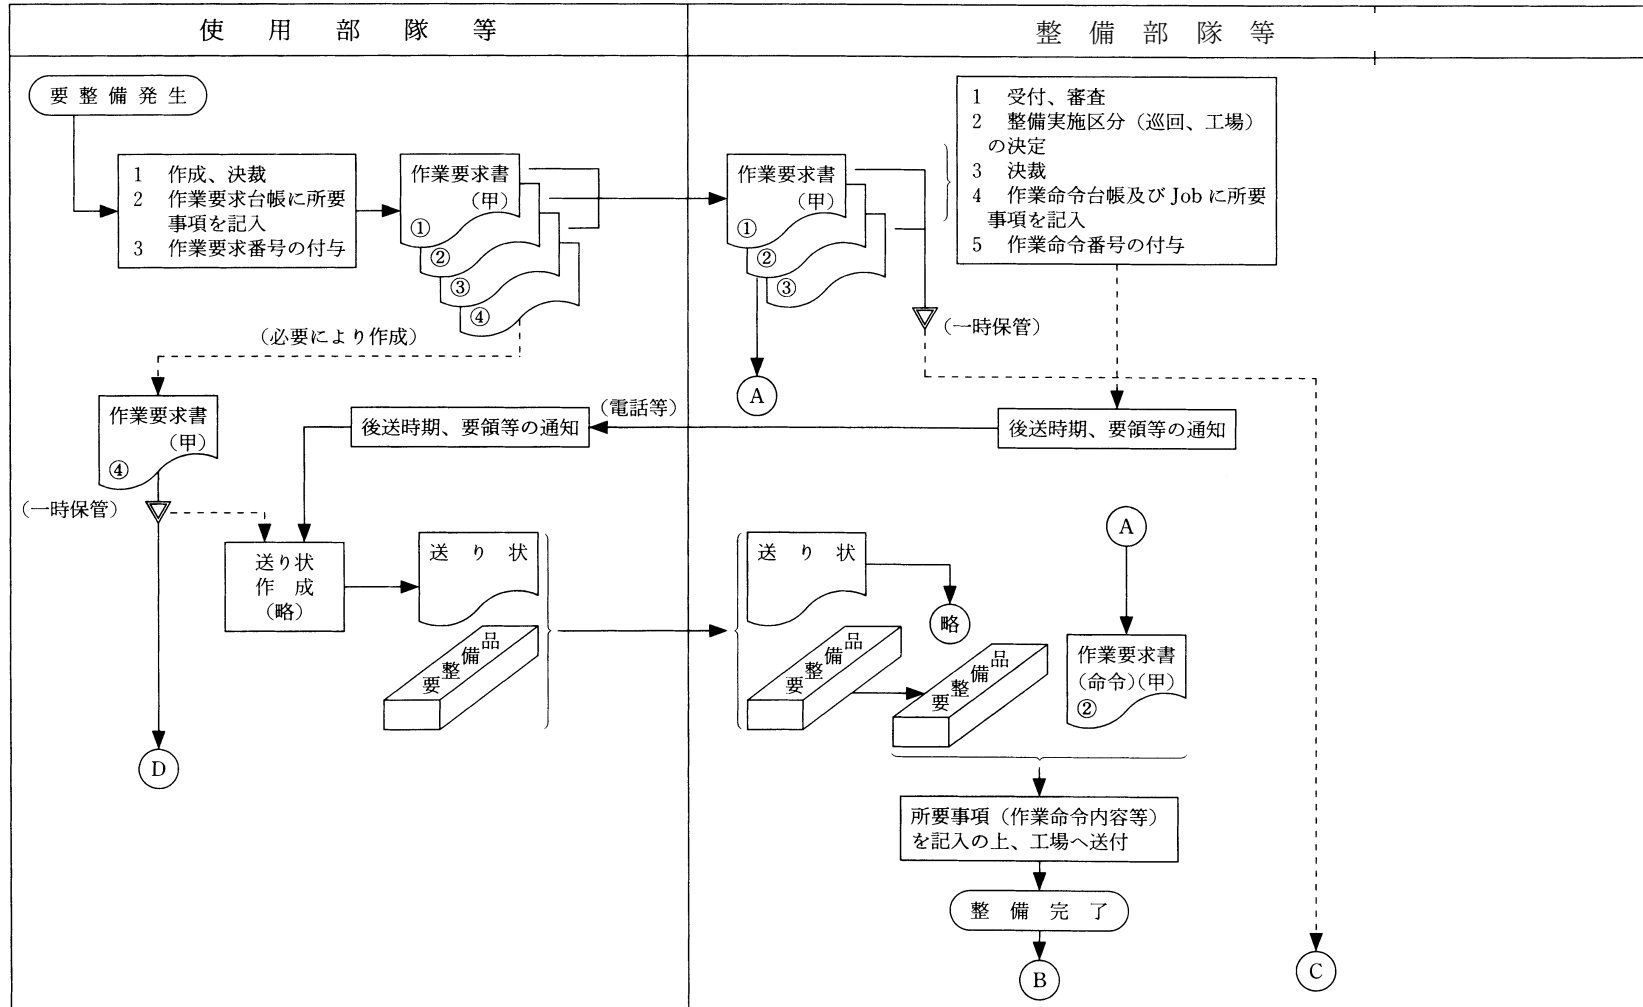 使用部隊等
整備部隊等
要整備発生
1 作成、決裁
2 作業要求台帳に所要
事項を記入
3 作業要求番号の付与
作業要求書
（甲）
①
②
③
④
（必要により作成）
作業要求書
（甲）
④
（一時保管）
D
後送時期、要領等の通知
（電話等）
送り状
作成
（略）
送り状
要整備品
作業要求書
（甲）
①
②
③
A
（一時保管）
1 受付、審査
2 整備実施区分（巡回、工場）
の決定
3 決裁
4 作業命令台帳及び Job に所要
事項を記入
5 作業命令番号の付与
後送時期、要領等の通知
送り状
略
要整備品
要整備品
A
作業要求書
（命令）（甲）
②
所要事項（作業命令内容等）
を記入の上、工場へ送付
整備完了
B
C